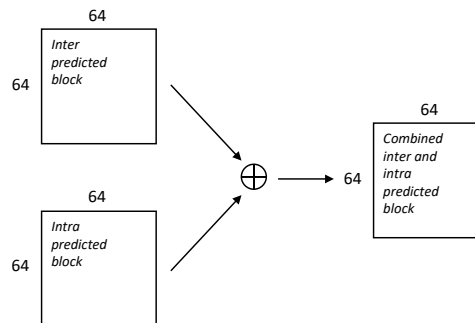 64
Inter
predicted
block
64
64
Combined
inter and
intra
predicted
block
64
64
Intra
predicted
block
64